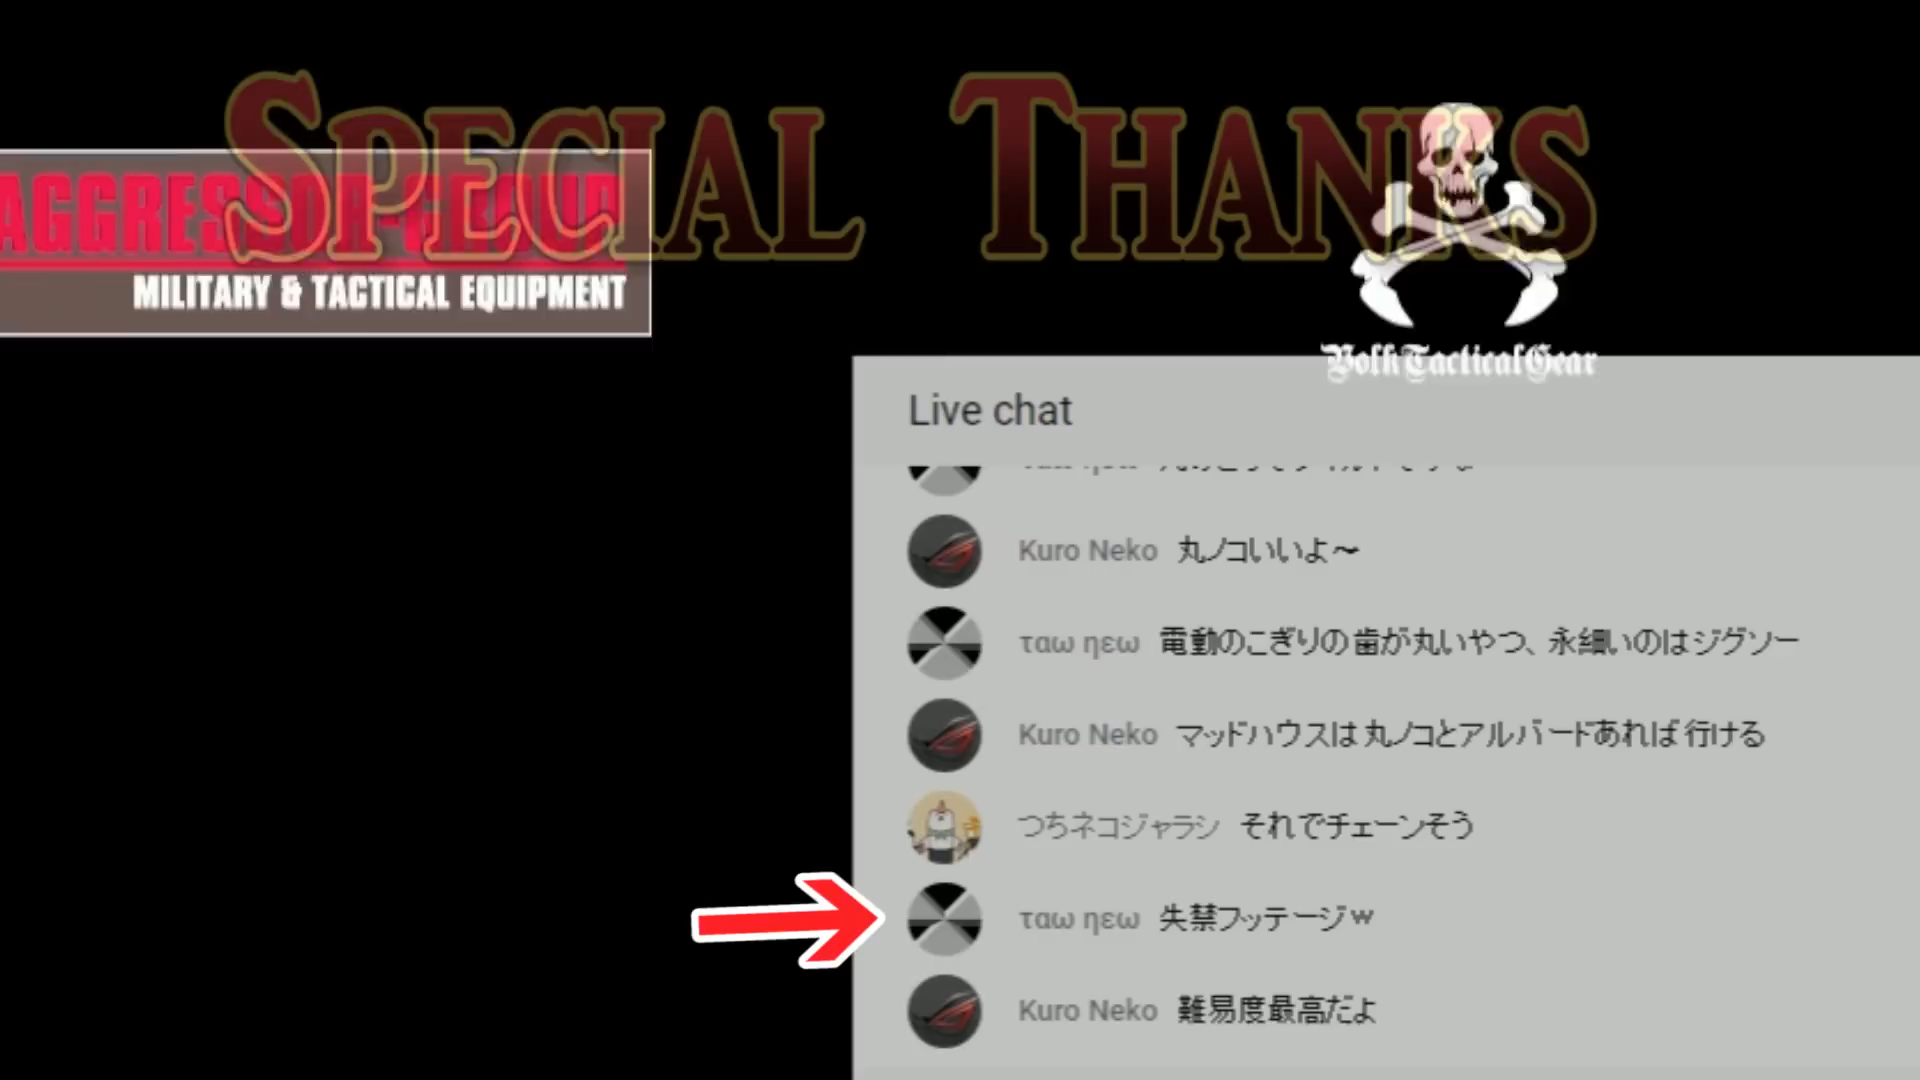 SPECIAL THANKS
AGGRESSOR-GROUP
MILITARY & TACTICAL EQUIPMENT
VolkTacticalGear
Live chat
Kuro Neko 丸ノコいいよ～
ταω ηεω 電動のこぎりの歯が丸いやつ、永細いのはジグソー
Kuro Neko マッドハウスは丸ノコとアルバードあれば行ける
つちネコジャラシ それでチェーンそう
ταω ηεω 失禁フッテージw
Kuro Neko 難易度最高だよ